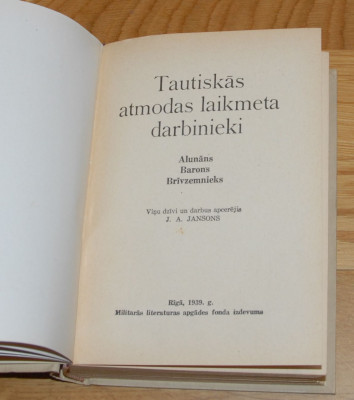 Tautiskās
atmodas laikmeta
darbinieki
Alunāns
Barons
Brīvzemnieks
Viņu dzīvi un darbus apcerējis
J. A. JANSONS
Rīgā, 1939. g.
Militārās literatūras apgādes fonda izdevums